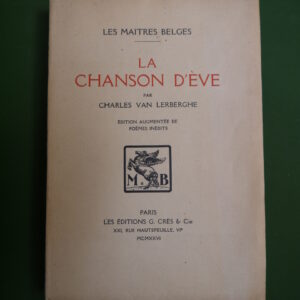 LES MAITRES BELGES
LA
CHANSON D'ÈVE
PAR
CHARLES VAN LERBERGHE
ÉDITION AUGMENTÉE DE
POÈMES INÉDITS
M B
PARIS
LES ÉDITIONS G. CRÈS & Cie
XXI, RUE HAUTEFEUILLE, VIe
MCMXXVI